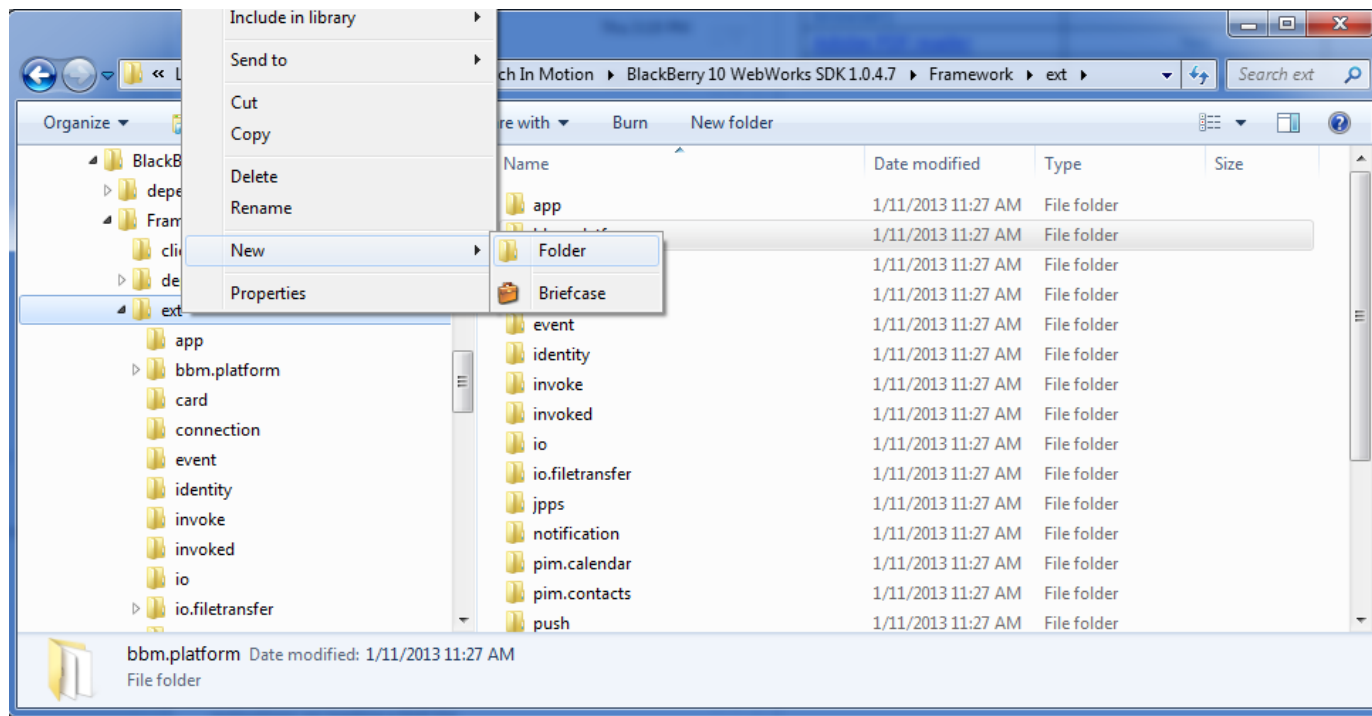 Include in library
Send to
Cut
Copy
Delete
Rename
New
Properties
Folder
Briefcase
« L
ch In Motion ▸ BlackBerry 10 WebWorks SDK 1.0.4.7 ▸ Framework ▸ ext ▸
Search ext
Organize
re with
Burn
New folder
BlackB
depe
Fram
clie
de
ext
app
bbm.platform
card
connection
event
identity
invoke
invoked
io
io.filetransfer
Name Date modified Type Size
app 1/11/2013 11:27 AM File folder
1/11/2013 11:27 AM File folder
1/11/2013 11:27 AM File folder
1/11/2013 11:27 AM File folder
event 1/11/2013 11:27 AM File folder
identity 1/11/2013 11:27 AM File folder
invoke 1/11/2013 11:27 AM File folder
invoked 1/11/2013 11:27 AM File folder
io 1/11/2013 11:27 AM File folder
io.filetransfer 1/11/2013 11:27 AM File folder
jpps 1/11/2013 11:27 AM File folder
notification 1/11/2013 11:27 AM File folder
pim.calendar 1/11/2013 11:27 AM File folder
pim.contacts 1/11/2013 11:27 AM File folder
push 1/11/2013 11:27 AM File folder
bbm.platform Date modified: 1/11/2013 11:27 AM
File folder